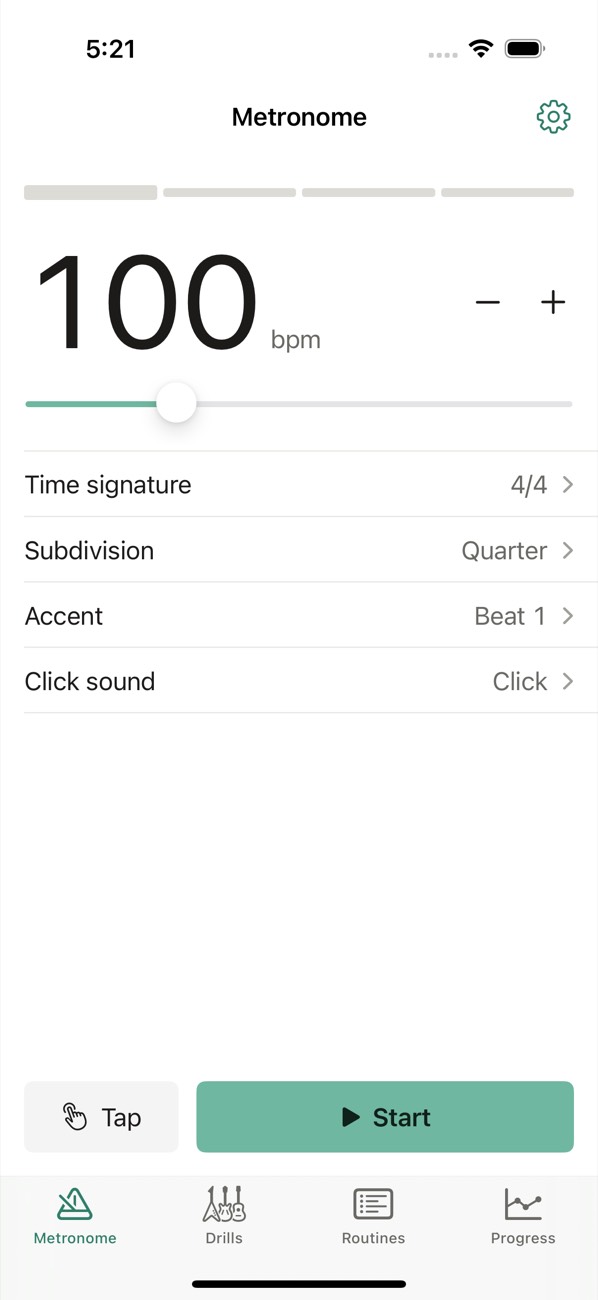 5:21
Metronome
100 bpm
Time signature 4/4
Subdivision Quarter
Accent Beat 1
Click sound Click
Tap Start
Metronome Drills Routines Progress